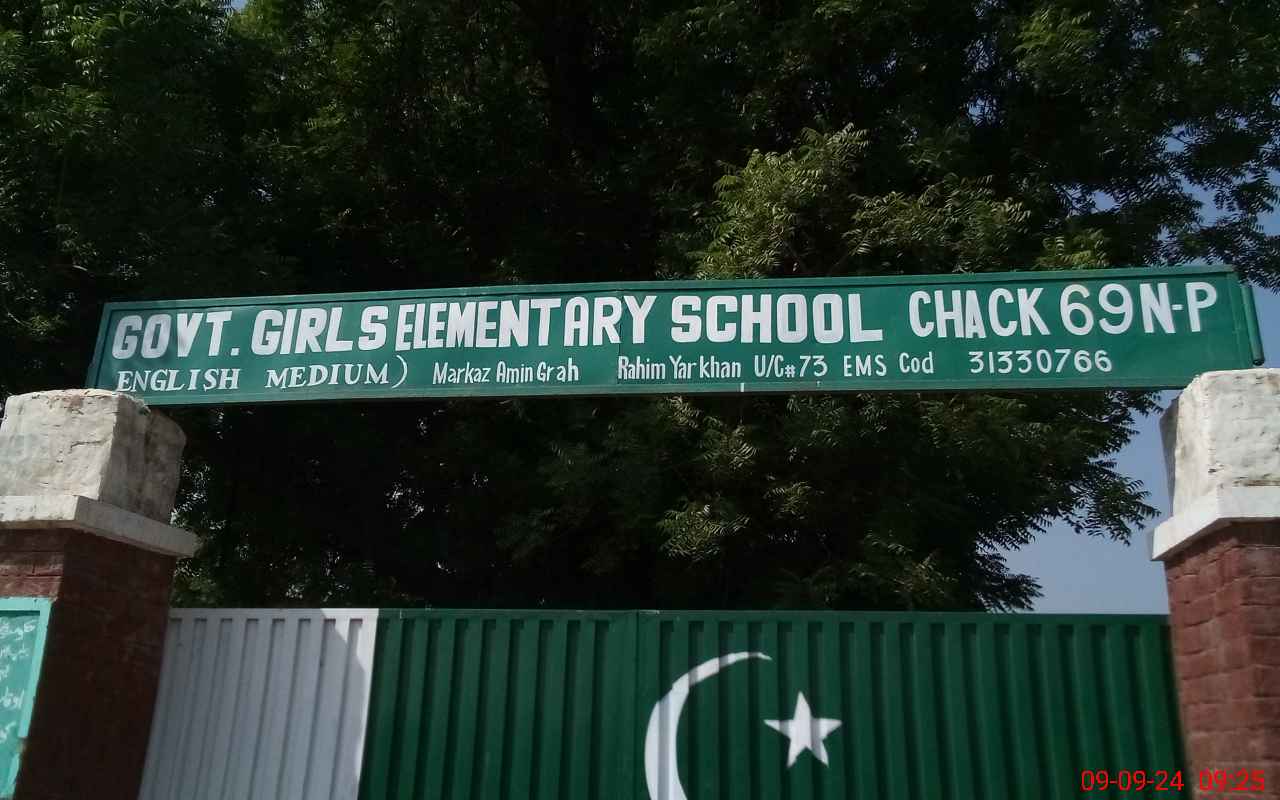 GOVT. GIRLS ELEMENTARY SCHOOL CHACK 69 N-P
ENGLISH MEDIUM) Markaz Amin Grah Rahim Yar khan U/C# 73 EMS Cod 31330766
09-09-24 09:25